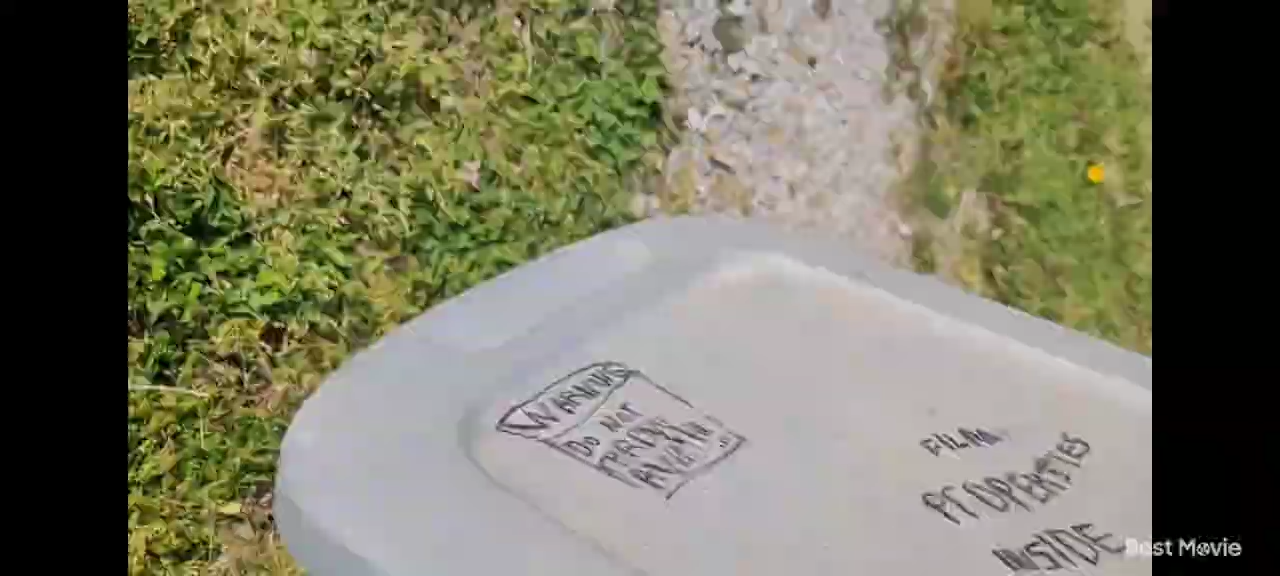 WARNING
DO NOT
FILM
PROPERTIES
INSIDE
Best Movie